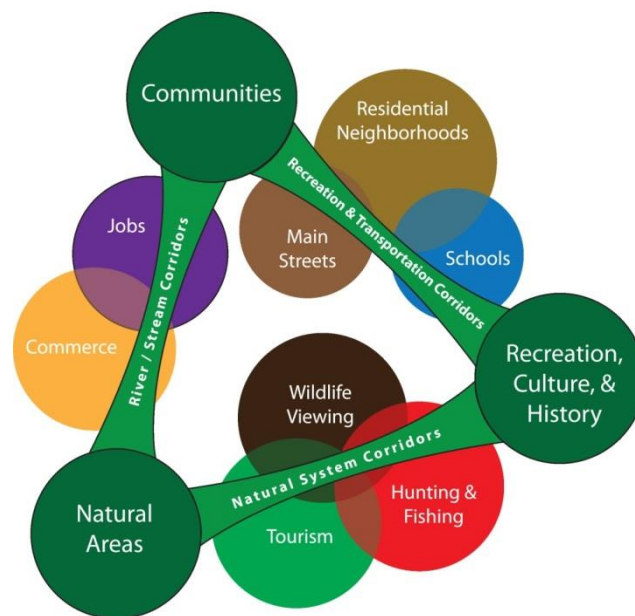 Communities
Residential
Neighborhoods
Recreation & Transportation Corridors
Jobs
Main
Streets
Schools
River / Stream Corridors
Commerce
Recreation,
Culture, &
History
Wildlife
Viewing
Natural System Corridors
Hunting &
Fishing
Natural
Areas
Tourism